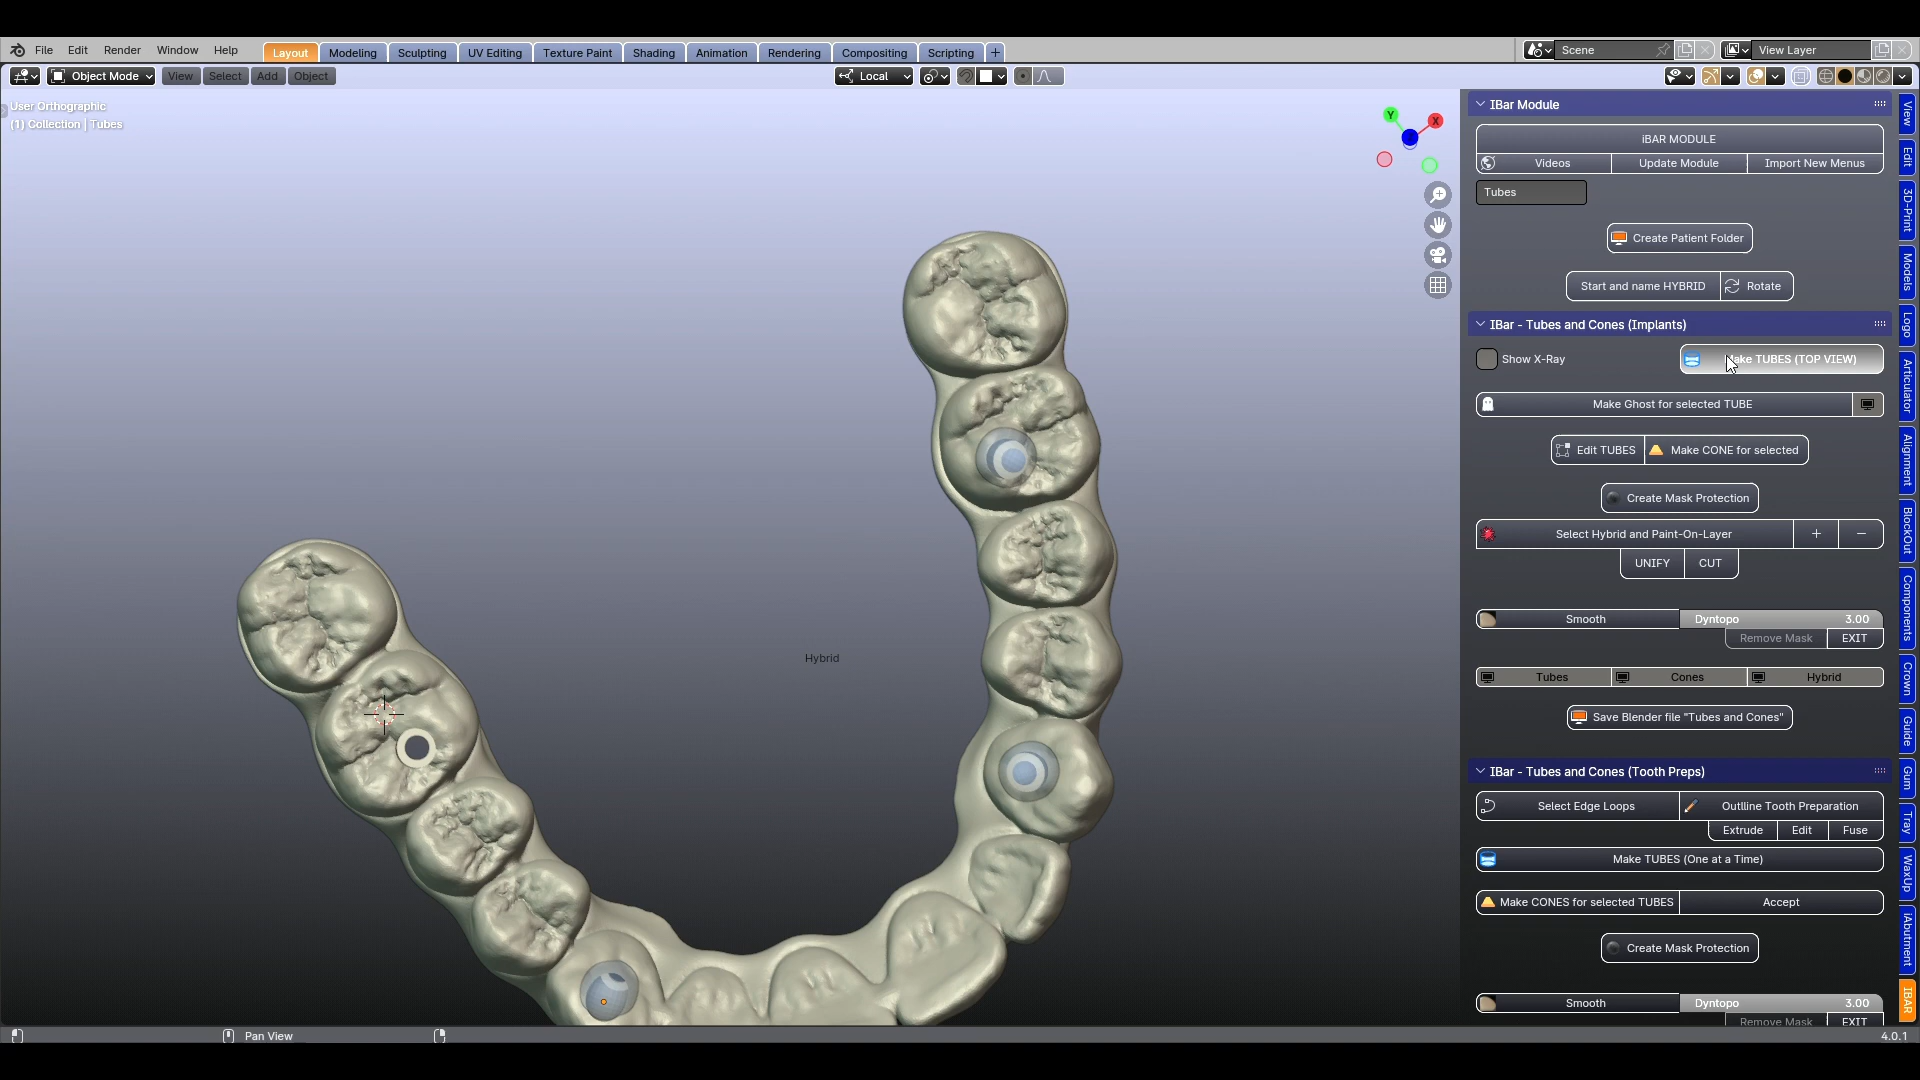 File Edit Render Window Help Layout Modeling Sculpting UV Editing Texture Paint Shading Animation Rendering Compositing Scripting + Scene View Layer
Object Mode View Select Add Object Local
User Orthographic
(1) Collection | Tubes
Y
X
Hybrid
IBar Module
iBAR MODULE
Videos Update Module Import New Menus
Tubes
Create Patient Folder
Start and name HYBRID Rotate
IBar - Tubes and Cones (Implants)
Show X-Ray ake TUBES (TOP VIEW)
Make Ghost for selected TUBE
Edit TUBES Make CONE for selected
Create Mask Protection
Select Hybrid and Paint-On-Layer + −
UNIFY CUT
Smooth Dyntopo 3.00
Remove Mask EXIT
Tubes Cones Hybrid
Save Blender file "Tubes and Cones"
IBar - Tubes and Cones (Tooth Preps)
Select Edge Loops Outlline Tooth Preparation
Extrude Edit Fuse
Make TUBES (One at a Time)
Make CONES for selected TUBES Accept
Create Mask Protection
Smooth Dyntopo 3.00
Remove Mask EXIT
View
Edit
3D-Print
Models
Logo
Articulator
Alignment
BlockOut
Components
Crown
Guide
Gum
Tray
WaxUp
iAbutment
IBAR
Pan View 4.0.1